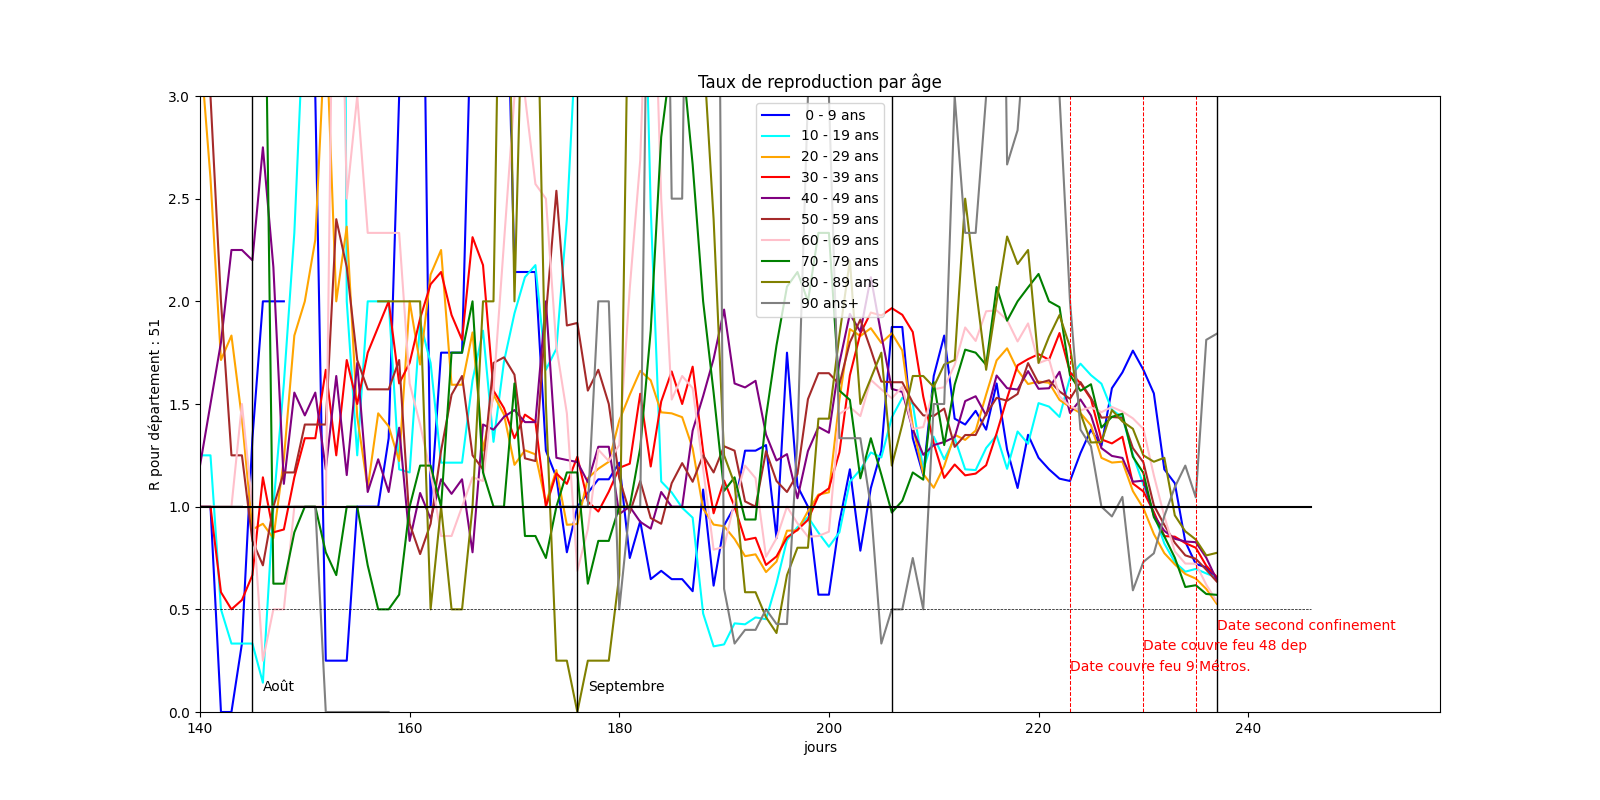 Taux de reproduction par âge
R pour département : 51
3.0
2.5
2.0
1.5
1.0
0.5
0.0
0 - 9 ans
10 - 19 ans
20 - 29 ans
30 - 39 ans
40 - 49 ans
50 - 59 ans
60 - 69 ans
70 - 79 ans
80 - 89 ans
90 ans+
Date second confinement
Date couvre feu 48 dep
Date couvre feu 9 Métros.
Août
Septembre
140
160
180
200
220
240
jours